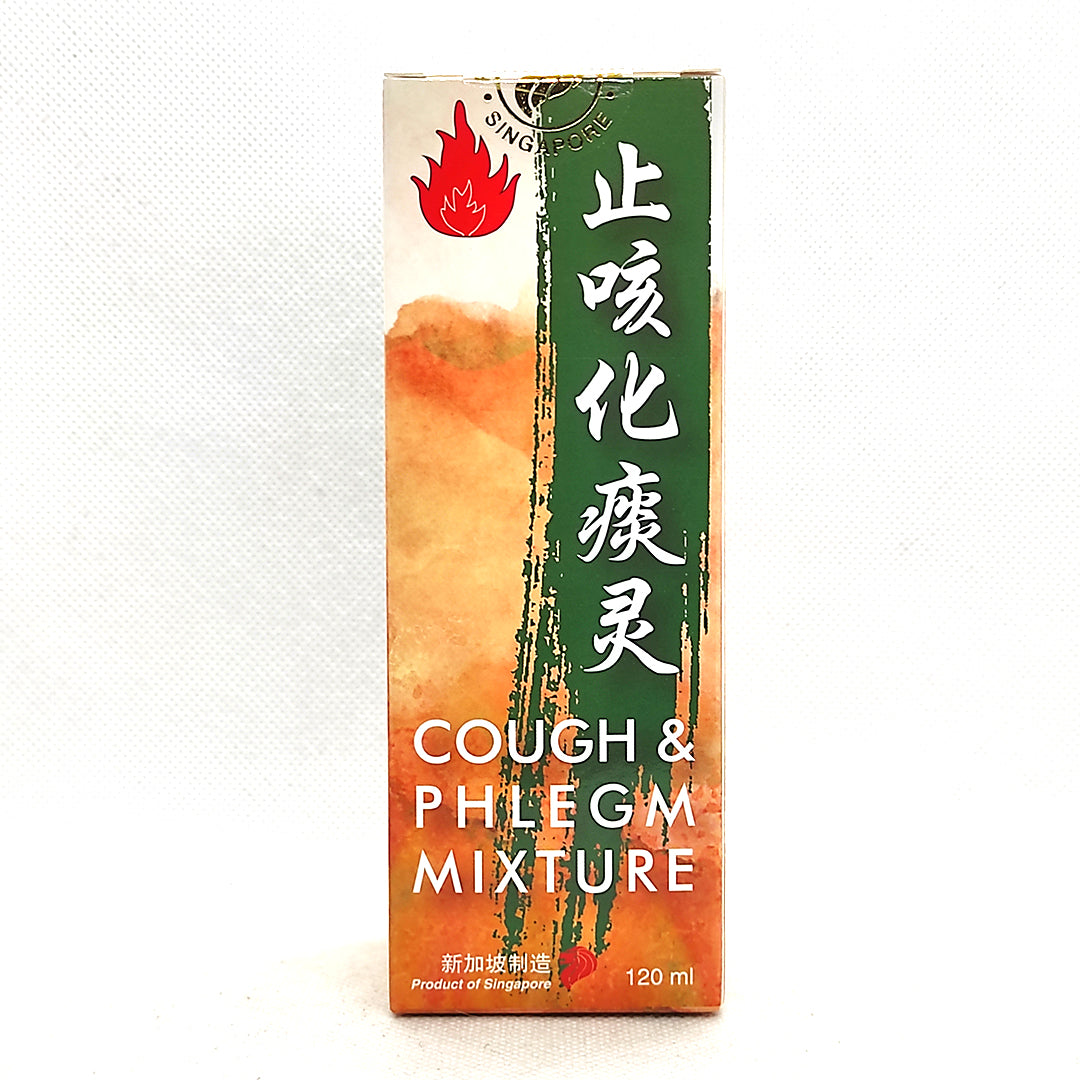 SINGAPORE
止咳化痰灵
COUGH &
PHLEGM
MIXTURE
新加坡制造
Product of Singapore
120 ml